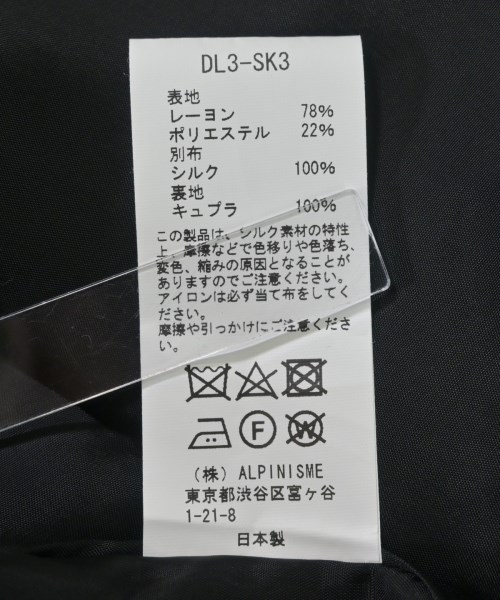 DL3-SK3
表地
レーヨン 78%
ポリエステル 22%
別布
シルク 100%
裏地
キュプラ 100%
この製品は、シルク素材の特性
上、摩擦などで色移りや色落ち、
変色、縮みの原因となることが
ありますのでご注意ください。
アイロンは必ず当て布をしてく
ださい。
摩擦や引っかけにご注意くださ
い。
F W
(株) ALPINISME
東京都渋谷区富ヶ谷
1-21-8
日本製